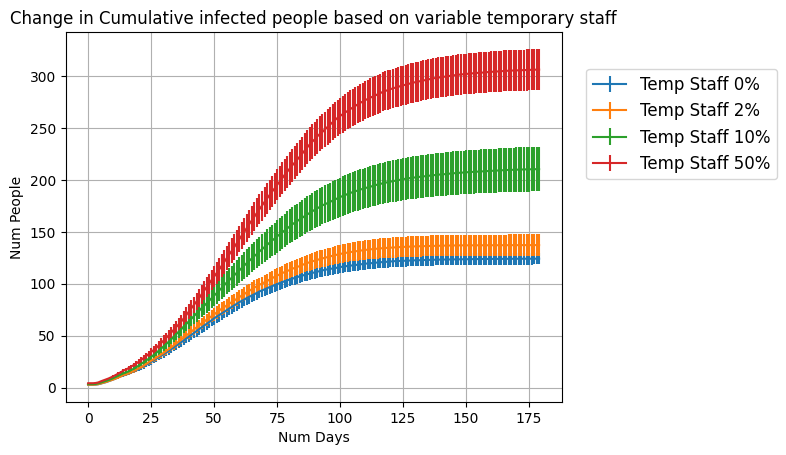 Change in Cumulative infected people based on variable temporary staff
300
250
200
150
100
50
0
Num People
0 25 50 75 100 125 150 175
Num Days
Temp Staff 0%
Temp Staff 2%
Temp Staff 10%
Temp Staff 50%